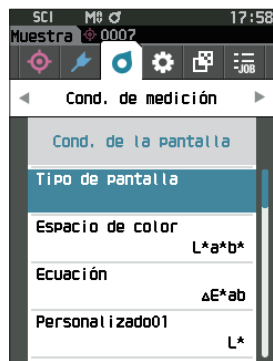 SCI M⌀ ♂ 17:58
Muestra 0007
-JOB
Cond. de medición
Cond. de la pantalla
Tipo de pantalla
Espacio de color
L*a*b*
Ecuación
ΔE*ab
Personalizado01
L*